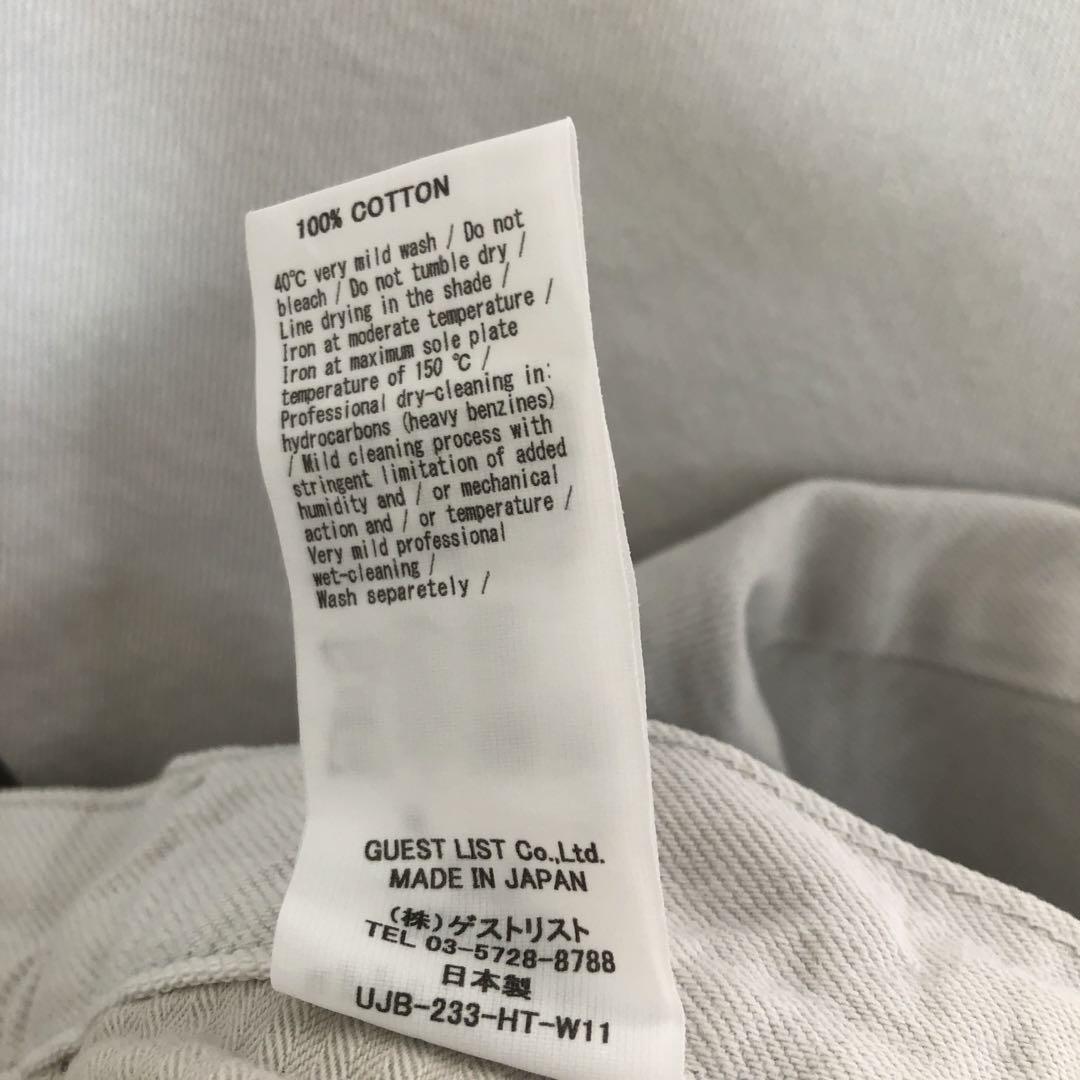 100% COTTON
40℃ very mild wash / Do not
bleach / Do not tumble dry /
Line drying in the shade /
Iron at moderate temperature /
Iron at maximum sole plate
temperature of 150 ℃ /
Professional dry-cleaning in:
hydrocarbons (heavy benzines)
/ Mild cleaning process with
stringent limitation of added
humidity and / or mechanical
action and / or temperature /
Very mild professional
wet-cleaning /
Wash separetely /
GUEST LIST Co.,Ltd.
MADE IN JAPAN
(株)ゲストリスト
TEL 03-5728-8788
日本製
UJB-233-HT-W11